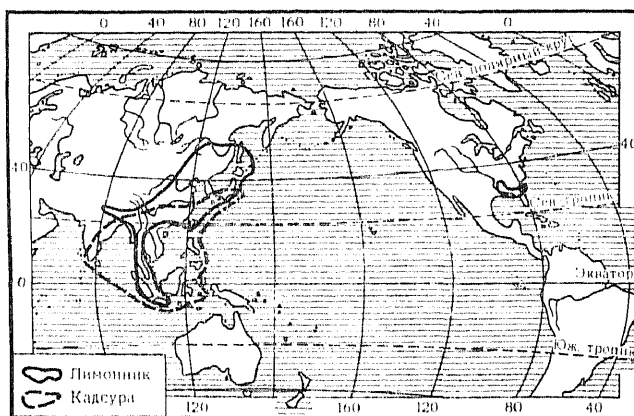 0 40 80 120 160 160 120 80 40 0
Сев. полярный круг
40 40
Сев. тропик
0 Экватор 0
Юж. тропик
Лимонник
Кадсура
120 160 120 80